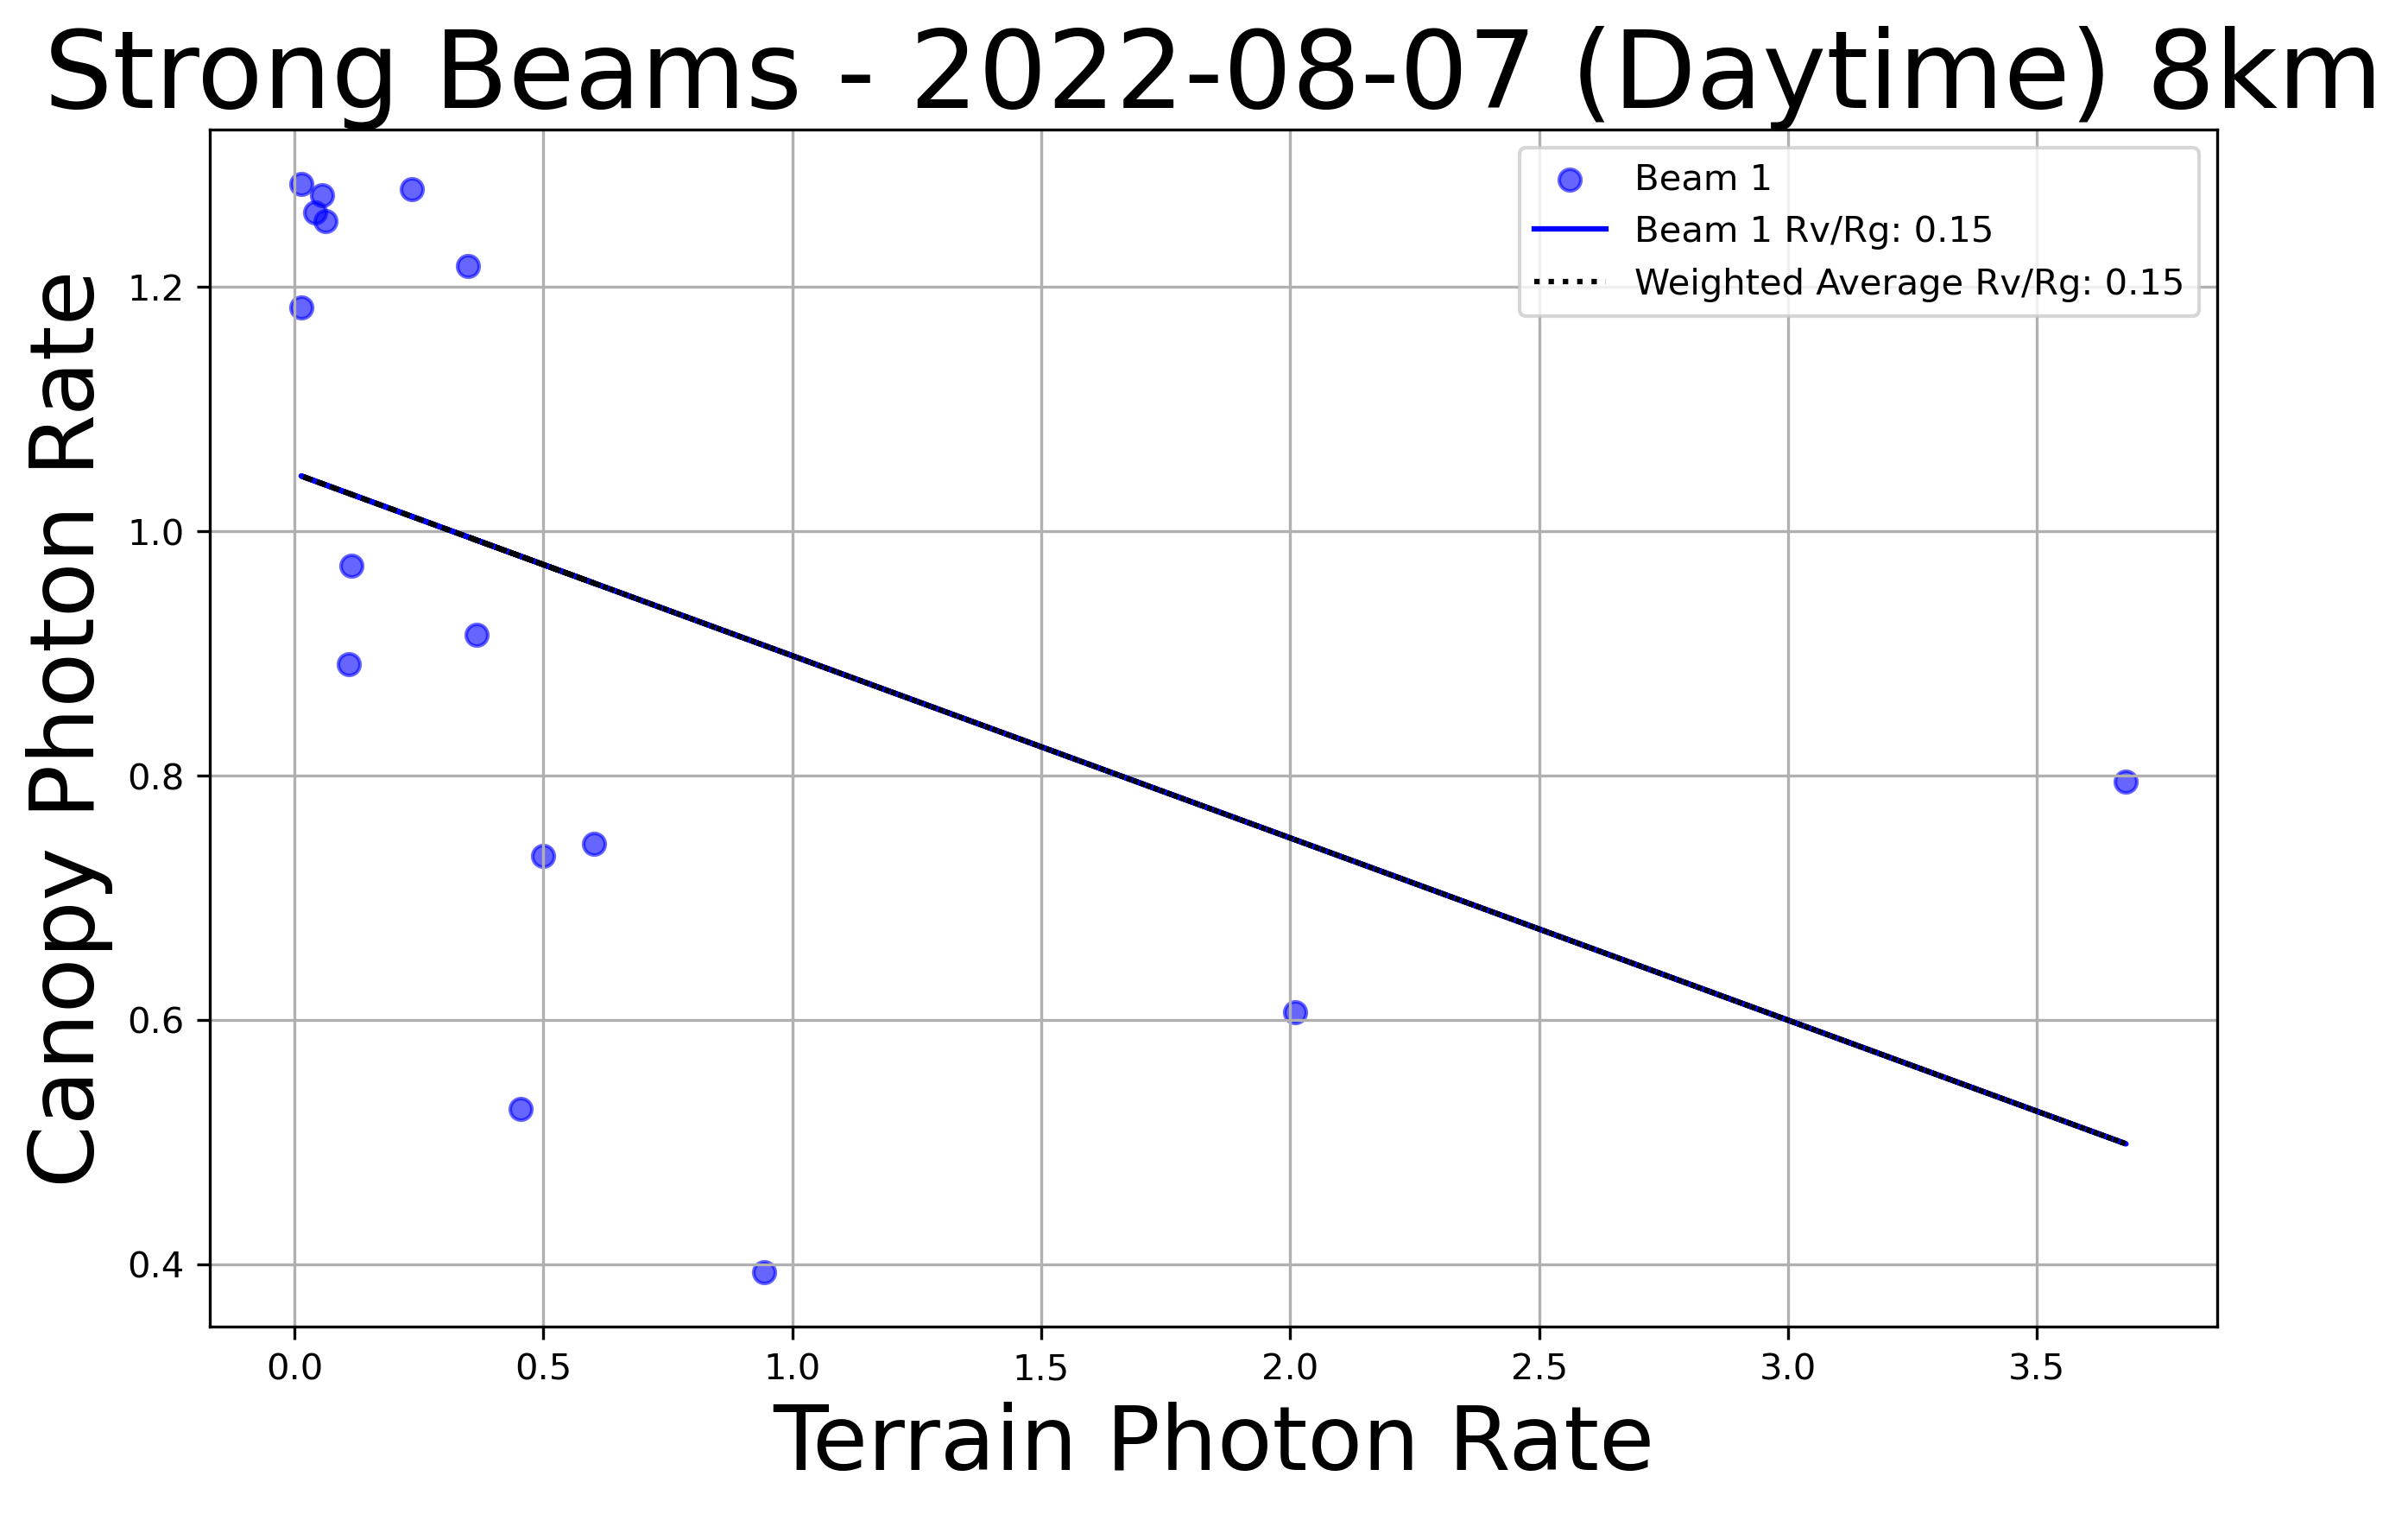 Strong Beams - 2022-08-07 (Daytime) 8km
Beam 1
Beam 1 Rv/Rg: 0.15
Weighted Average Rv/Rg: 0.15
Canopy Photon Rate
1.2
1.0
0.8
0.6
0.4
0.0 0.5 1.0 1.5 2.0 2.5 3.0 3.5
Terrain Photon Rate